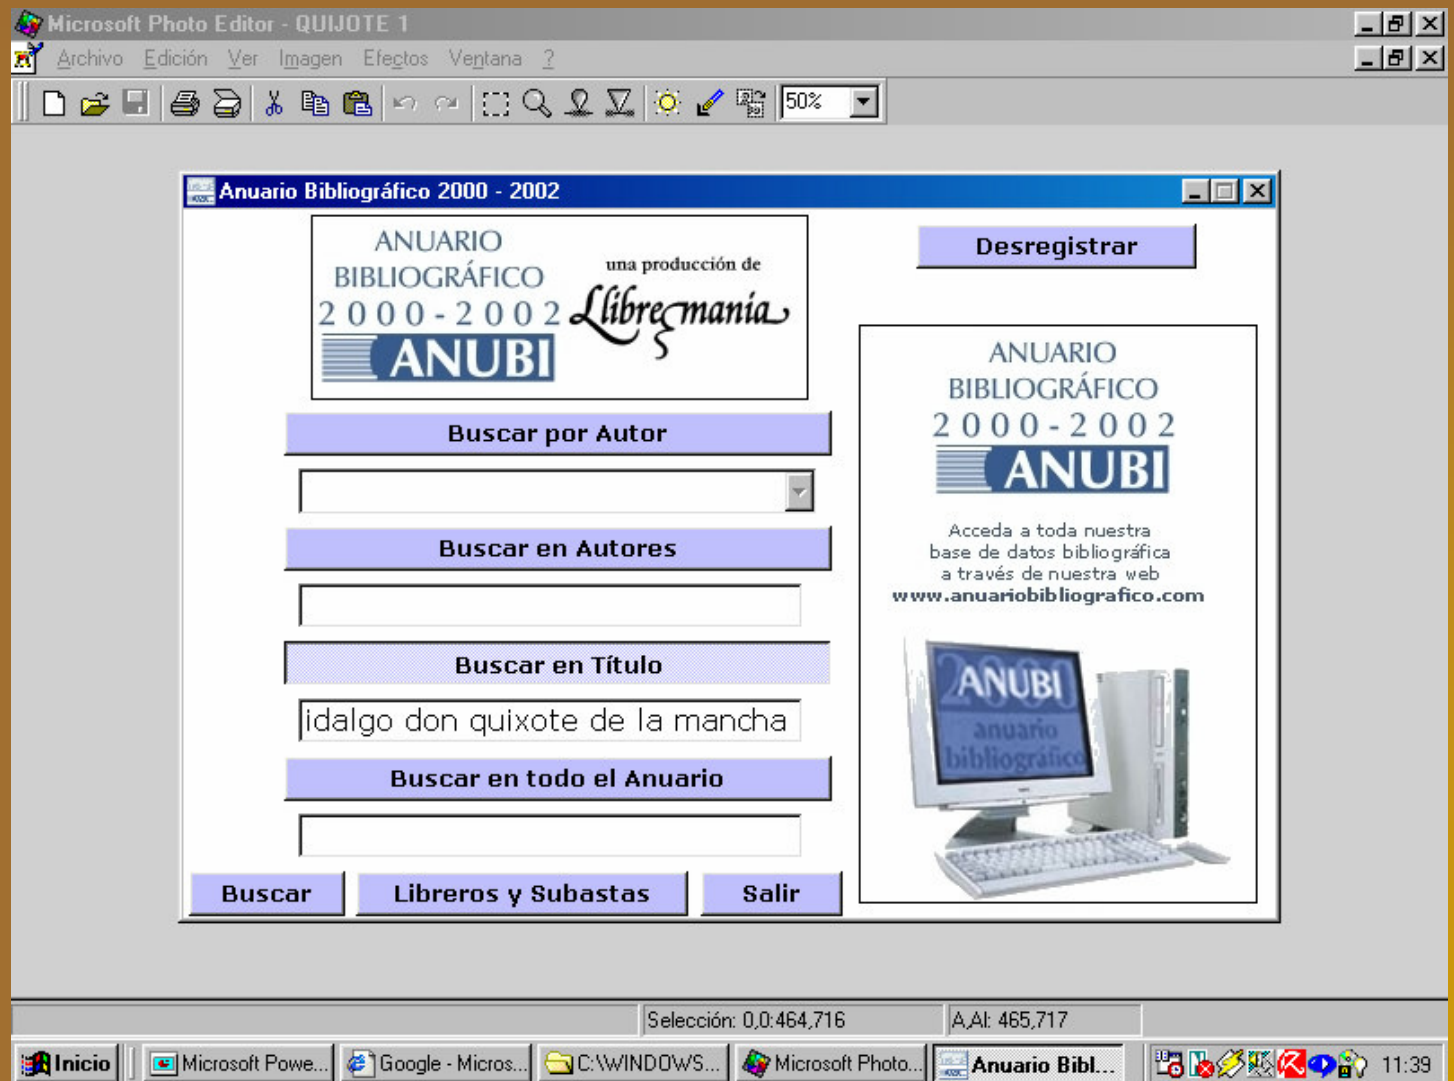 Microsoft Photo Editor - QUIJOTE 1
Archivo Edición Ver Imagen Efectos Ventana ?
50%
Anuario Bibliográfico 2000 - 2002
ANUARIO
BIBLIOGRÁFICO
2000-2002
ANUBI
una producción de
Llibremanía
Desregistrar
Buscar por Autor
Buscar en Autores
Buscar en Título
idalgo don quixote de la mancha
Buscar en todo el Anuario
Buscar
Libreros y Subastas
Salir
ANUARIO
BIBLIOGRÁFICO
2000-2002
ANUBI
Acceda a toda nuestra
base de datos bibliográfica
a través de nuestra web
www.anuariobibliografico.com
2000
ANUBI
anuario
bibliográfico
Selección: 0,0:464,716
A,Al: 465,717
Inicio
Microsoft Powe...
Google - Micros...
C:\WINDOWS...
Microsoft Photo...
Anuario Bibl...
11:39